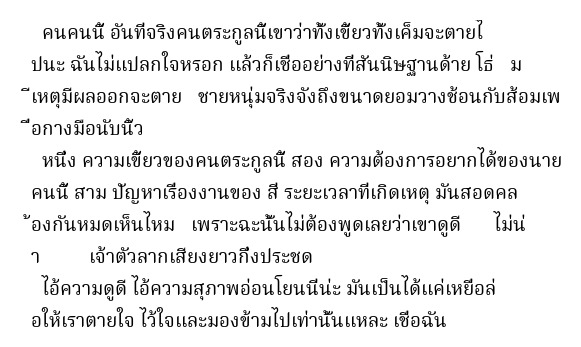 คนคนนี้ อันที่จริงคนตระกูลนี้เขาว่าทั้งเขี้ยวทั้งเค็มจะตายไ
ปนะ ฉันไม่แปลกใจหรอก แล้วก็เชื่ออย่างที่สันนิษฐานด้าย โธ่ ม
ีเหตุมีผลออกจะตาย ชายหนุ่มจริงจังถึงขนาดยอมวางช้อนกับส้อมเพ
ื่อกางมือนับนิ้ว
หนึ่ง ความเขี้ยวของคนตระกูลนี้ สอง ความต้องการอยากได้ของนาย
คนนี้ สาม ปัญหาเรื่องงานของ สี่ ระยะเวลาที่เกิดเหตุ มันสอดคล
้องกันหมดเห็นไหม เพราะฉะนั้นไม่ต้องพูดเลยว่าเขาดูดี ไม่น่
า เจ้าตัวลากเสียงยาวกึ่งประชด
ไอ้ความดูดี ไอ้ความสุภาพอ่อนโยนนี่น่ะ มันเป็นได้แค่เหยื่อล่
อให้เราตายใจ ไว้ใจและมองข้ามไปเท่านั้นแหละ เชื่อฉัน